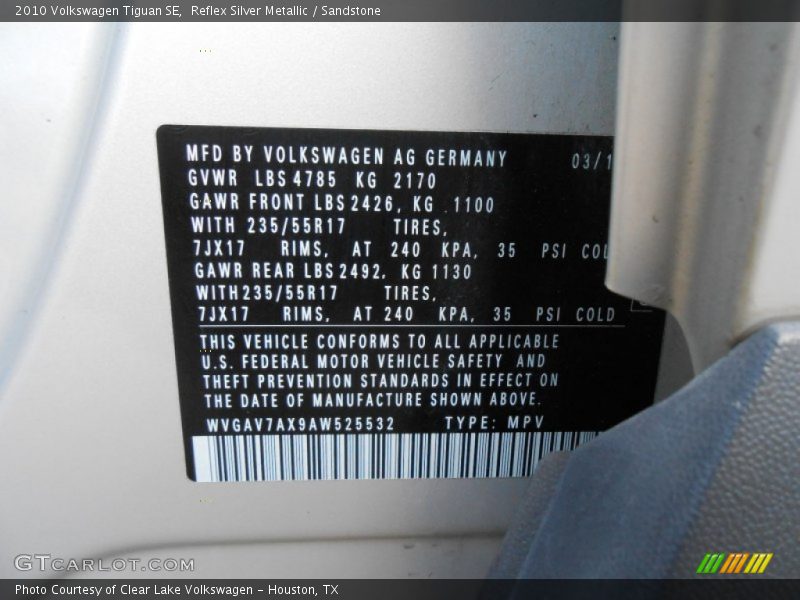 2010 Volkswagen Tiguan SE, Reflex Silver Metallic / Sandstone
MFD BY VOLKSWAGEN AG GERMANY 03/1
GVWR LBS 4785 KG 2170
GAWR FRONT LBS 2426, KG 1100
WITH 235/55R17 TIRES,
7JX17 RIMS, AT 240 KPA, 35 PSI COL
GAWR REAR LBS 2492, KG 1130
WITH 235/55R17 TIRES,
7JX17 RIMS, AT 240 KPA, 35 PSI COLD
THIS VEHICLE CONFORMS TO ALL APPLICABLE
U.S. FEDERAL MOTOR VEHICLE SAFETY AND
THEFT PREVENTION STANDARDS IN EFFECT ON
THE DATE OF MANUFACTURE SHOWN ABOVE.
WVGAV7AX9AW525532 TYPE: MPV
GTCARLOT.COM
Photo Courtesy of Clear Lake Volkswagen - Houston, TX